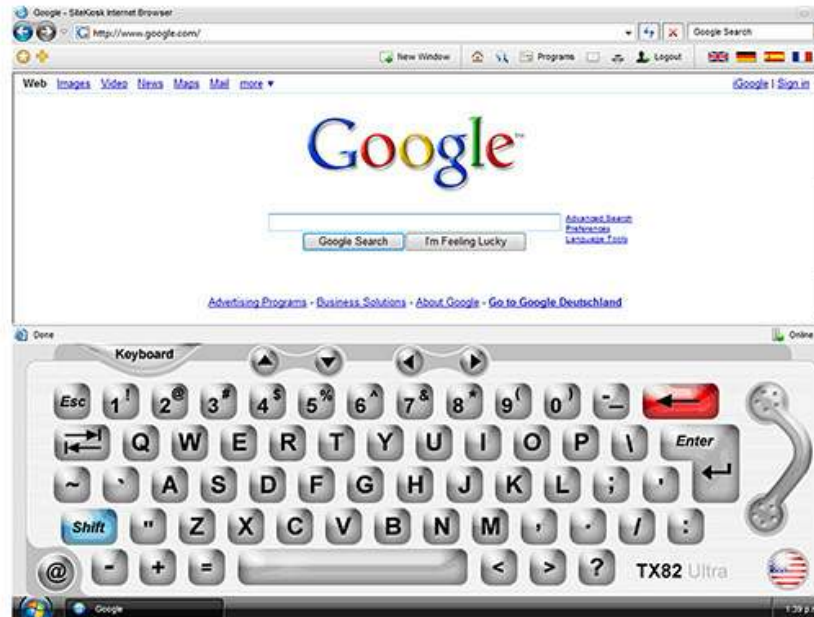 Google - SiteKiosk Internet Browser
http://www.google.com/
Google Search
New Window Programs Logout
Web Images Video News Maps Mail more ▼
iGoogle | Sign in
Google™
Advanced Search
Preferences
Language Tools
Google Search I'm Feeling Lucky
Advertising Programs - Business Solutions - About Google - Go to Google Deutschland
Done
Online
Keyboard
Esc 1 ! 2 @ 3 # 4 $ 5 % 6 ^ 7 & 8 * 9 ( 0 ) - _
Q W E R T Y U I O P \ Enter
~ ` A S D F G H J K L ; '
Shift " Z X C V B N M , . / :
@ - + = < > ? TX82 Ultra
Google